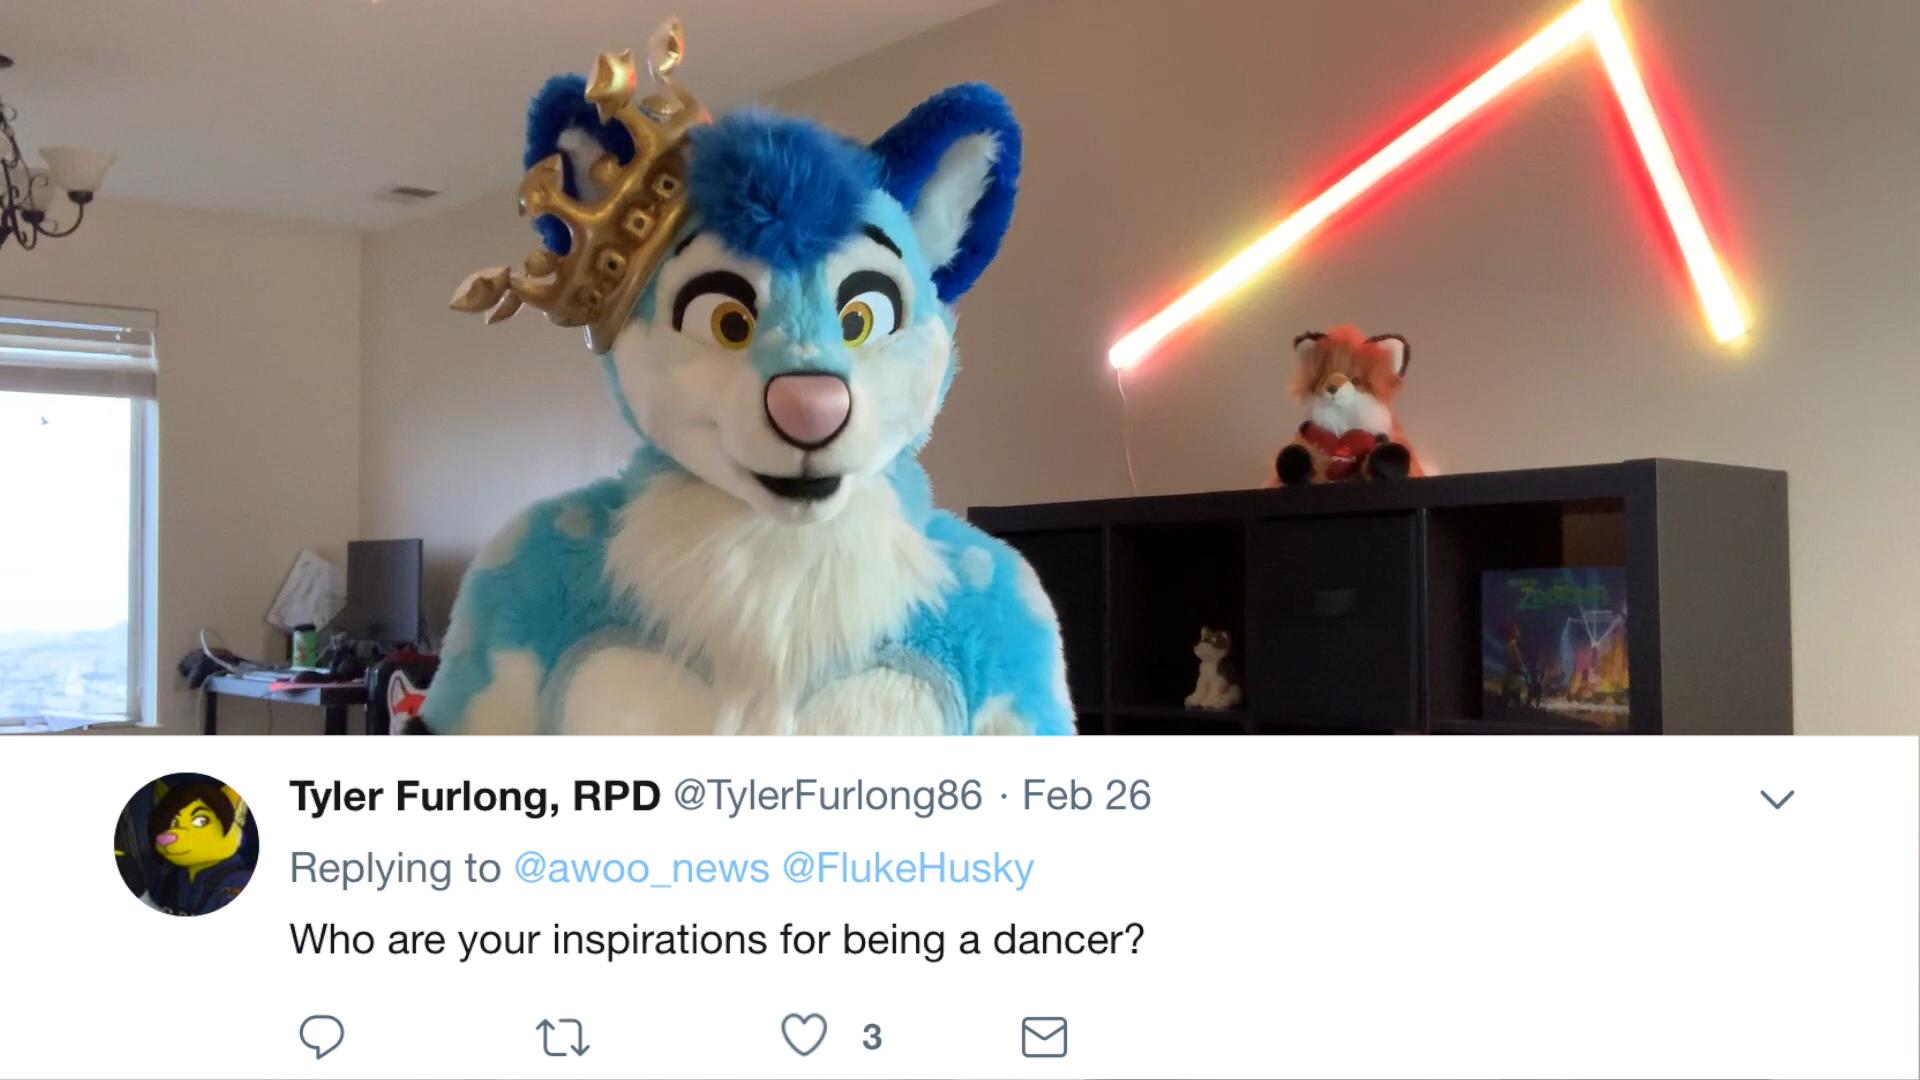 Tyler Furlong, RPD @TylerFurlong86 · Feb 26
Replying to @awoo_news @FlukeHusky
Who are your inspirations for being a dancer?
3